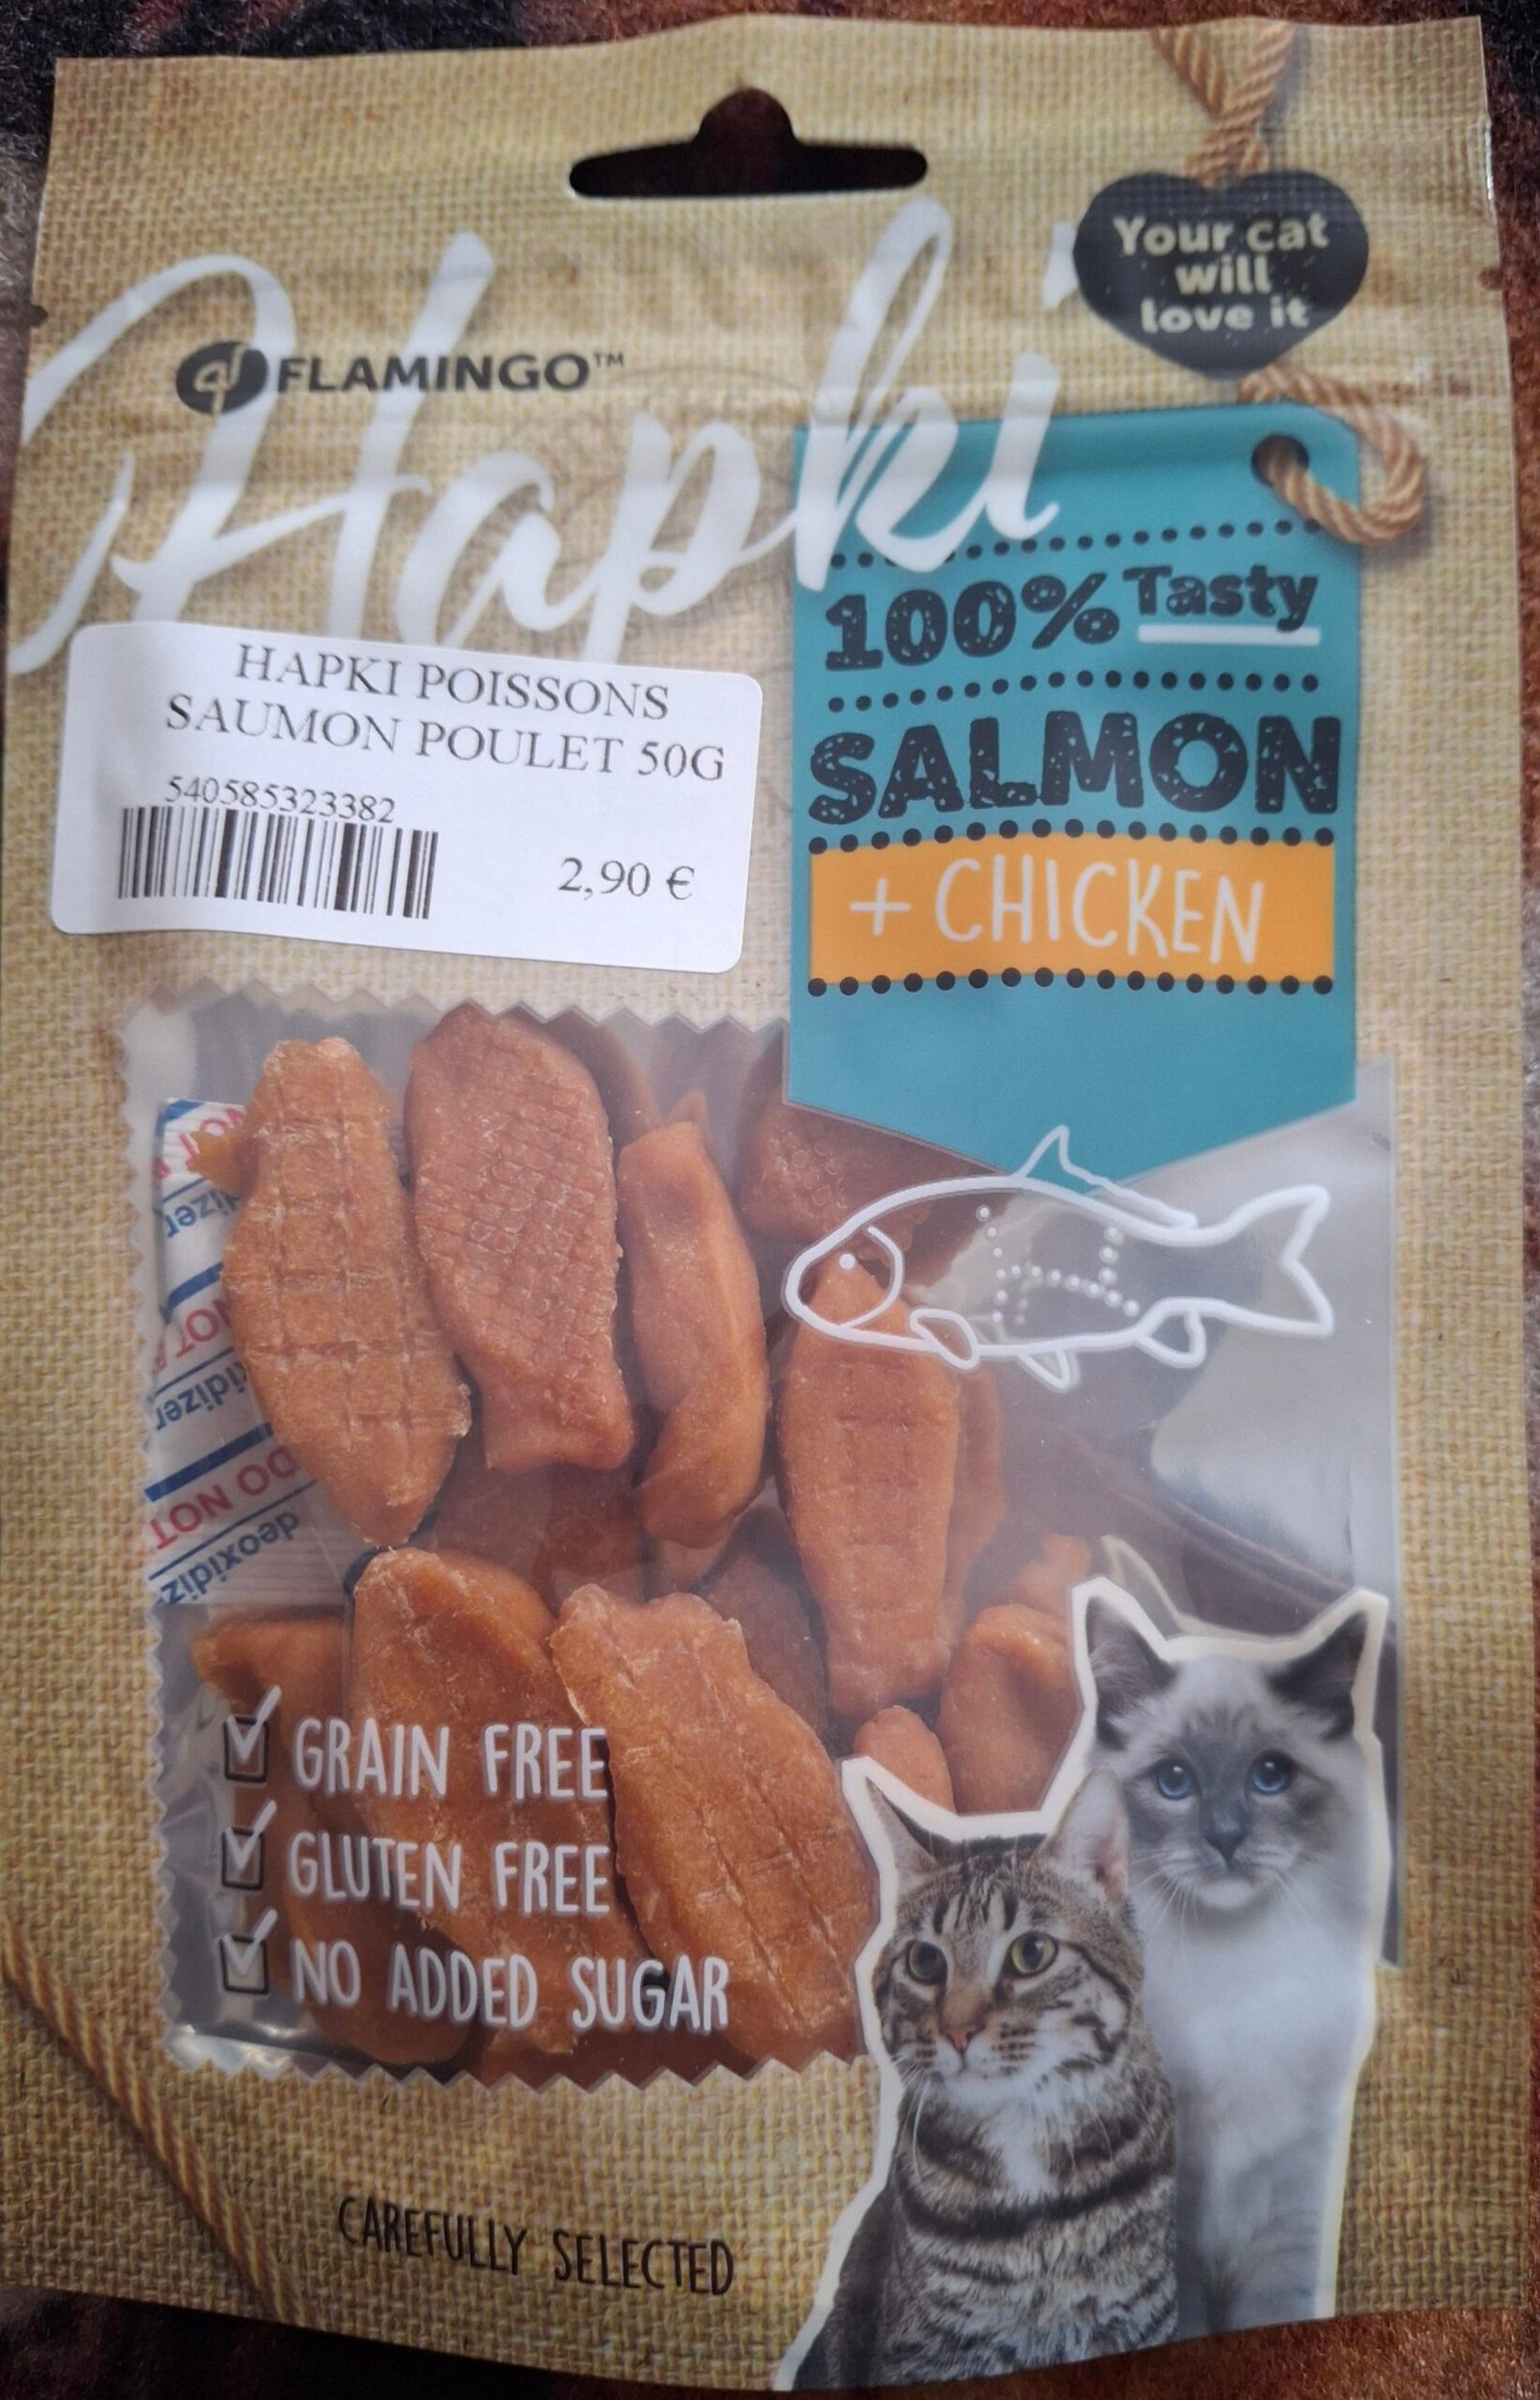 Your cat
will
love it
FLAMINGO™
Hapki
100% Tasty
SALMON
+ CHICKEN
HAPKI POISSONS
SAUMON POULET 50G
540585323382
2,90 €
DO NOT
deoxidiz
GRAIN FREE
GLUTEN FREE
NO ADDED SUGAR
CAREFULLY SELECTED